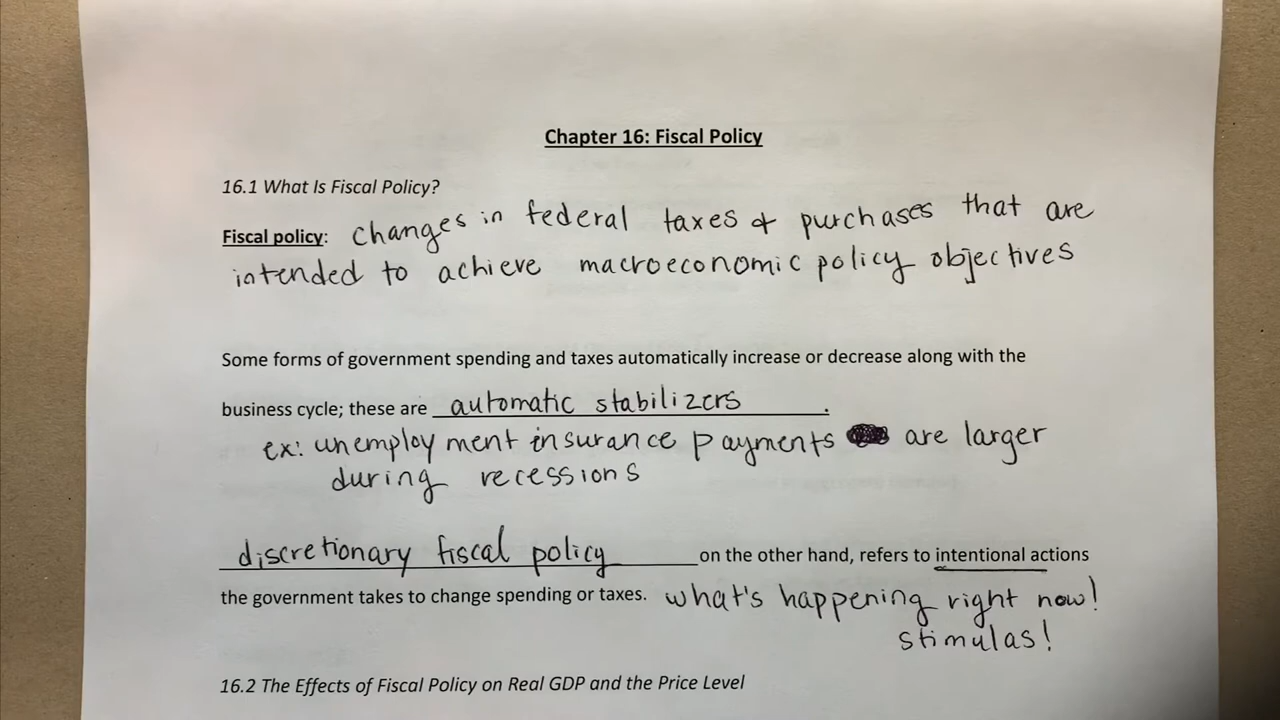 Chapter 16: Fiscal Policy
16.1 What Is Fiscal Policy?
Fiscal policy: changes in federal taxes & purchases that are
intended to achieve macroeconomic policy objectives
Some forms of government spending and taxes automatically increase or decrease along with the
business cycle; these are automatic stabilizers.
ex: unemployment insurance payments are larger
during recessions
discretionary fiscal policy on the other hand, refers to intentional actions
the government takes to change spending or taxes. what's happening right now!
stimulas!
16.2 The Effects of Fiscal Policy on Real GDP and the Price Level